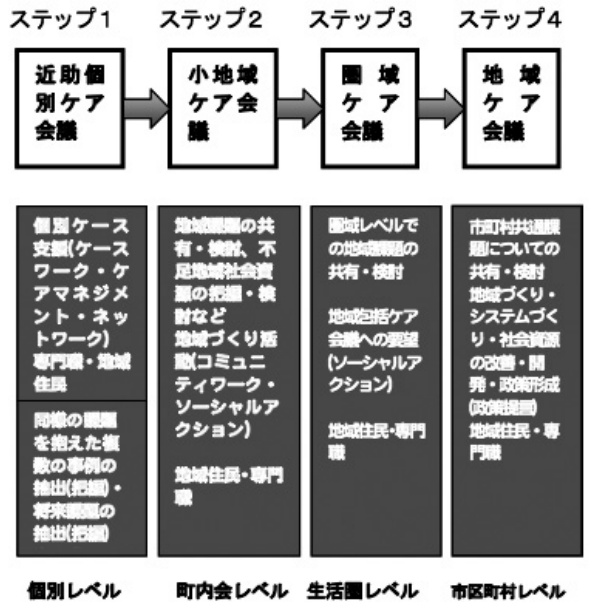 ステップ1
ステップ2
ステップ3
ステップ4
近助個
別ケア
会議
小地域
ケア会
議
圏域
ケア
会議
地域
ケア
会議
個別ケース
支援(ケース
ワーク・ケ
アマネジメ
ント・ネッ
トワーク)
専門職・地域
住民
同様の課題
を抱えた複
数の事例の
抽出(把握)・
将来課題の
抽出(把握)
地域課題の共
有・検討、不
足地域社会資
源の把握・検
討など
地域づくり活
動(コミュニ
ティワーク・
ソーシャルア
クション)
地域住民・専門
職
圏域レベルで
の地域課題の
共有・検討
地域包括ケア
会議への要望
(ソーシャルア
クション)
地域住民・専門
職
市町村共通課
題についての
共有・検討
地域づくり・
システムづく
り・社会資源
の改善・開
発・政策形成
(政策提言)
地域住民・専
門職
個別レベル
町内会レベル
生活圏レベル
市区町村レベル